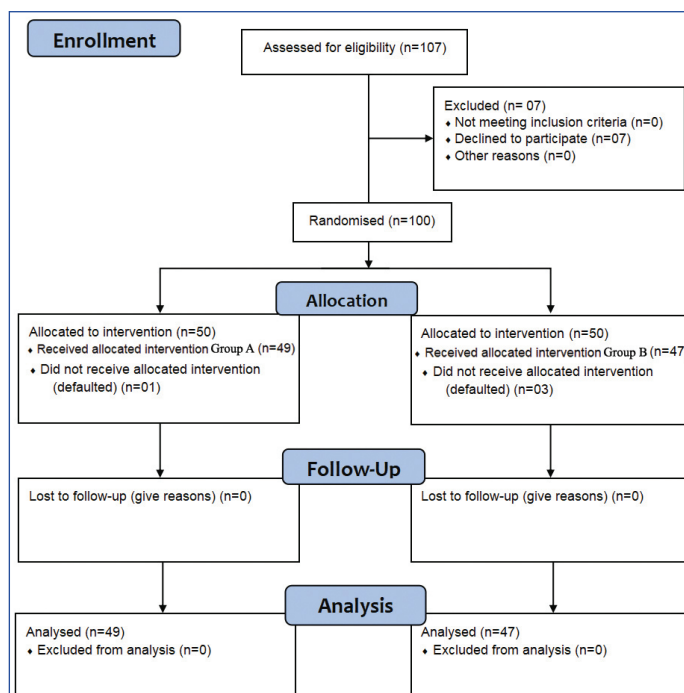 Enrollment
Assessed for eligibility (n=107)
Excluded (n= 07)
♦ Not meeting inclusion criteria (n=0)
♦ Declined to participate (n=07)
♦ Other reasons (n=0)
Randomised (n=100)
Allocation
Allocated to intervention (n=50)
♦ Received allocated intervention Group A (n=49)
♦ Did not receive allocated intervention
(defaulted) (n=01)
Allocated to intervention (n=50)
♦ Received allocated intervention Group B (n=47
♦ Did not receive allocated intervention
(defaulted) (n=03)
Follow-Up
Lost to follow-up (give reasons) (n=0)
Lost to follow-up (give reasons) (n=0)
Analysis
Analysed (n=49)
♦ Excluded from analysis (n=0)
Analysed (n=47)
♦ Excluded from analysis (n=0)